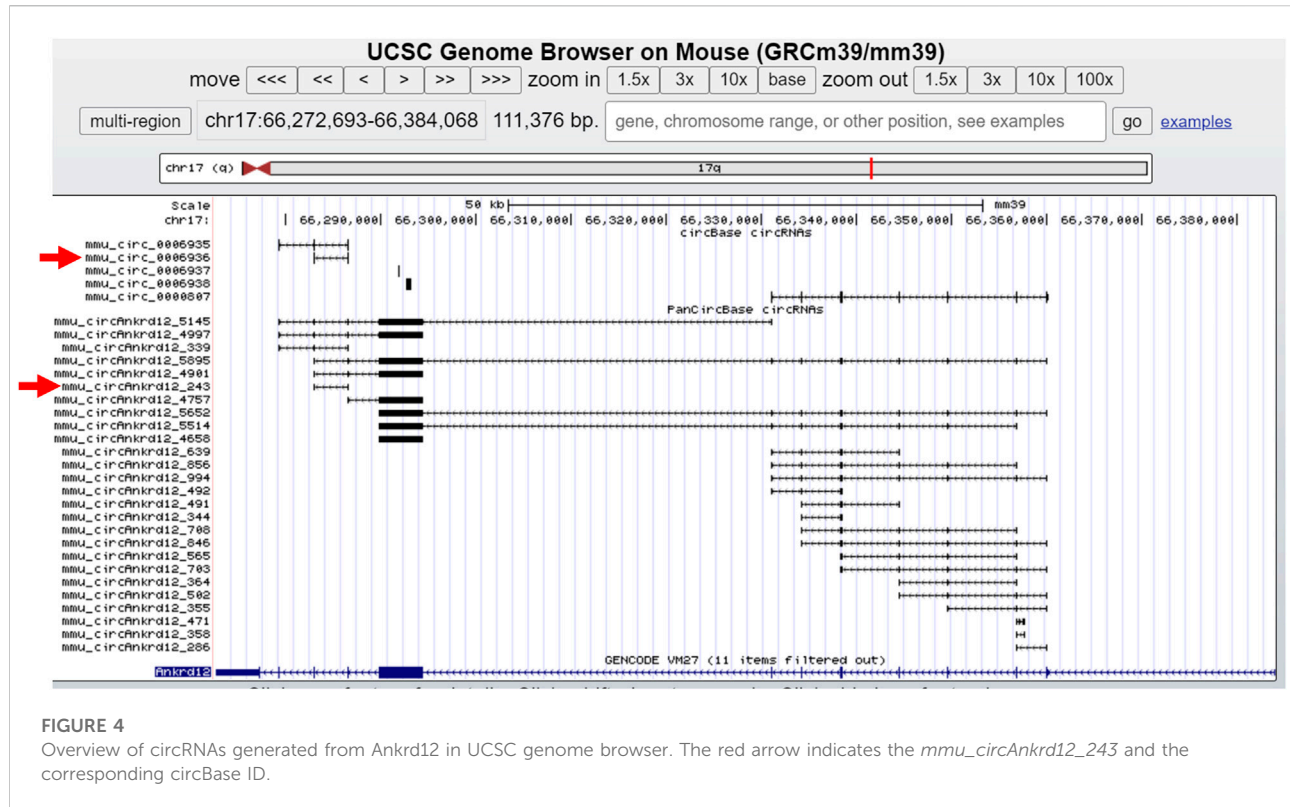 UCSC Genome Browser on Mouse (GRCm39/mm39)
move <<< << < > >> >>> zoom in 1.5x 3x 10x base zoom out 1.5x 3x 10x 100x
multi-region chr17:66,272,693-66,384,068 111,376 bp. gene, chromosome range, or other position, see examples go examples
chr17 (q) 17q
Scale 50 kb mm39
chr17: | 66,290,000| 66,300,000| 66,310,000| 66,320,000| 66,330,000| 66,340,000| 66,350,000| 66,360,000| 66,370,000| 66,380,000|
circBase circRNAs
mmu_circ_0006935
mmu_circ_0006936
mmu_circ_0006937
mmu_circ_0006938
mmu_circ_0000807
PanCircBase circRNAs
mmu_circAnkrd12_5145
mmu_circAnkrd12_4997
mmu_circAnkrd12_339
mmu_circAnkrd12_5895
mmu_circAnkrd12_4901
mmu_circAnkrd12_243
mmu_circAnkrd12_4757
mmu_circAnkrd12_5652
mmu_circAnkrd12_5514
mmu_circAnkrd12_4658
mmu_circAnkrd12_639
mmu_circAnkrd12_856
mmu_circAnkrd12_994
mmu_circAnkrd12_492
mmu_circAnkrd12_491
mmu_circAnkrd12_344
mmu_circAnkrd12_708
mmu_circAnkrd12_846
mmu_circAnkrd12_565
mmu_circAnkrd12_703
mmu_circAnkrd12_364
mmu_circAnkrd12_502
mmu_circAnkrd12_355
mmu_circAnkrd12_471
mmu_circAnkrd12_358
mmu_circAnkrd12_286
GENCODE VM27 (11 items filtered out)
Ankrd12
FIGURE 4
Overview of circRNAs generated from Ankrd12 in UCSC genome browser. The red arrow indicates the mmu_circAnkrd12_243 and the
corresponding circBase ID.